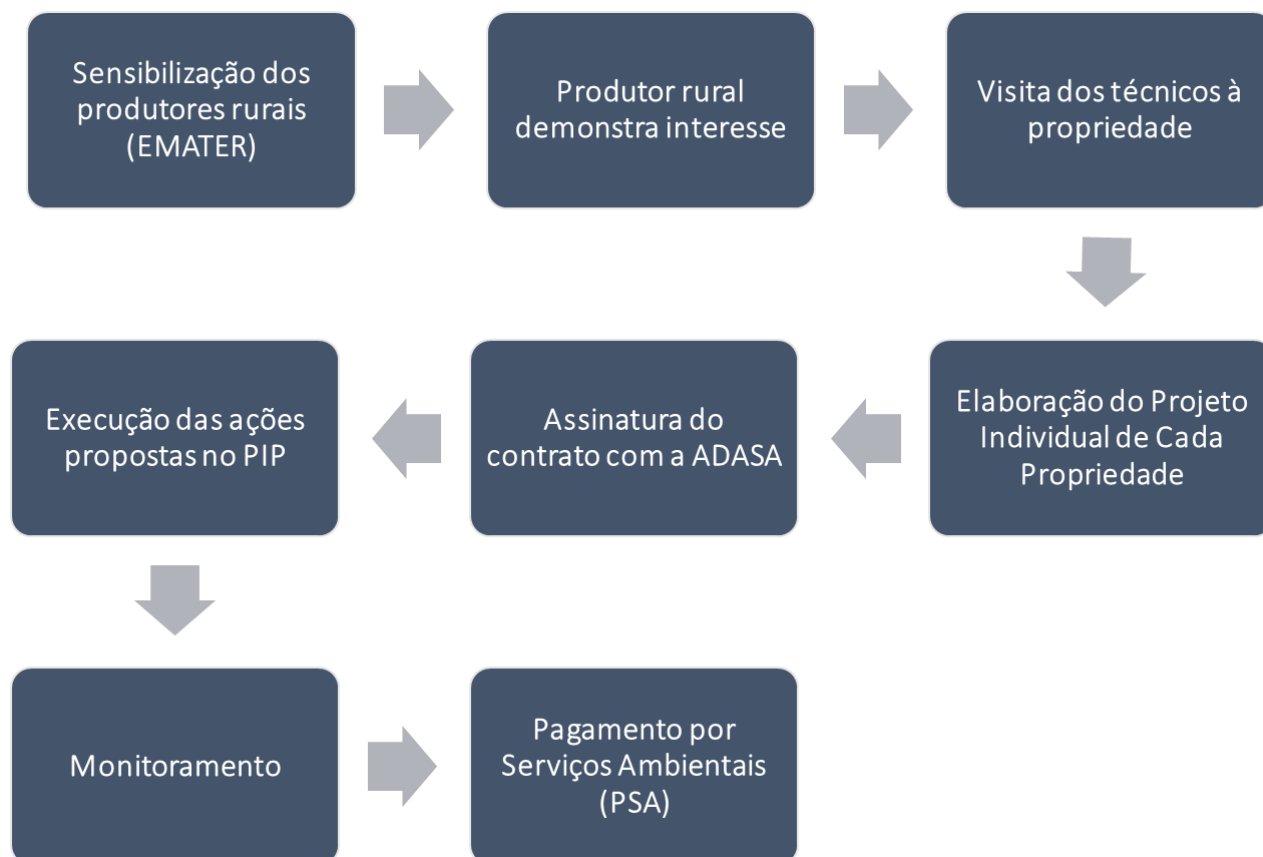 Sensibilização dos
produtores rurais
(EMATER)
Produtor rural
demonstra interesse
Visita dos técnicos à
propriedade
Elaboração do Projeto
Individual de Cada
Propriedade
Assinatura do
contrato com a ADASA
Execução das ações
propostas no PIP
Monitoramento
Pagamento por
Serviços Ambientais
(PSA)